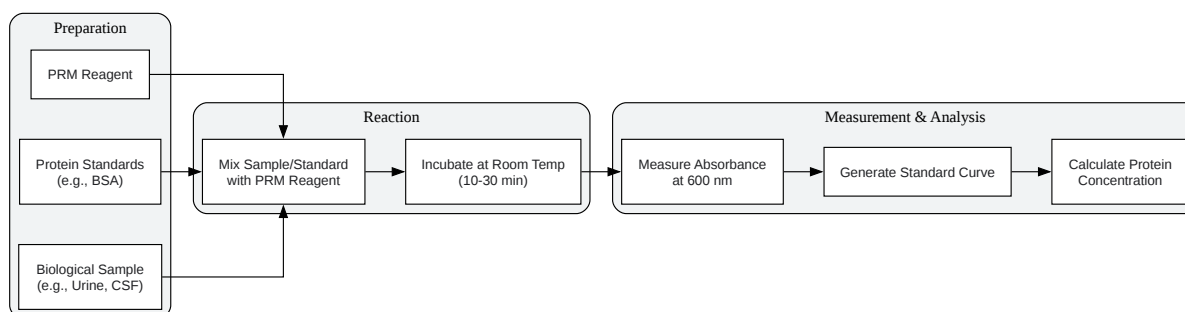 Preparation
PRM Reagent
Protein Standards
(e.g., BSA)
Biological Sample
(e.g., Urine, CSF)
Reaction
Mix Sample/Standard
with PRM Reagent
Incubate at Room Temp
(10-30 min)
Measurement & Analysis
Measure Absorbance
at 600 nm
Generate Standard Curve
Calculate Protein
Concentration